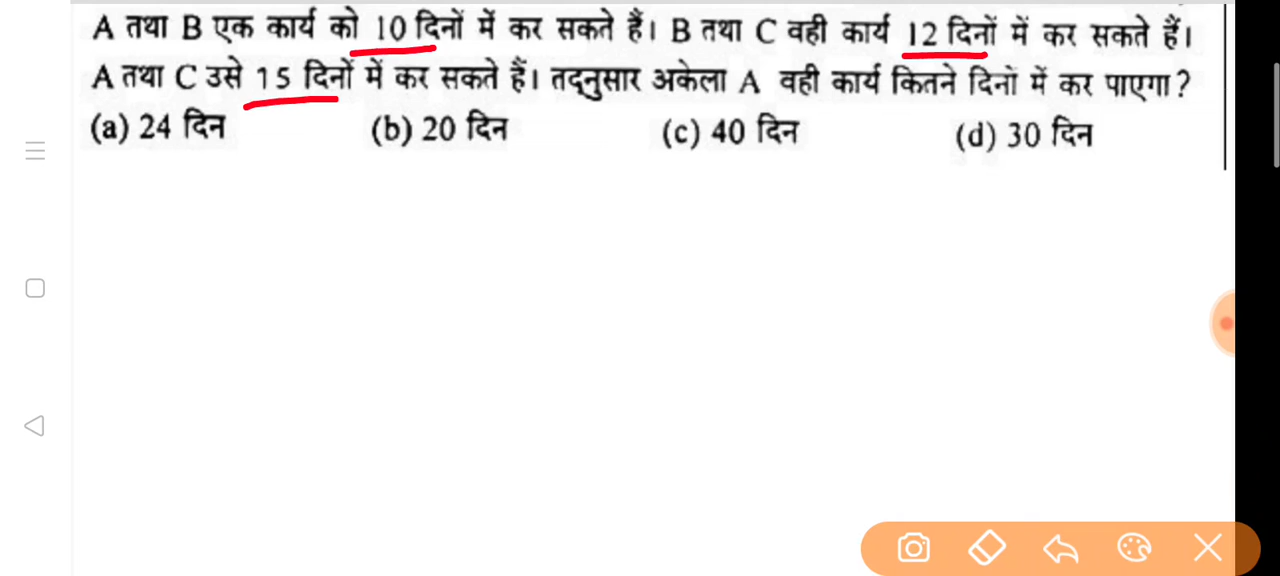 A तथा B एक कार्य को 10 दिनों में कर सकते हैं। B तथा C वही कार्य 12 दिनों में कर सकते हैं।
A तथा C उसे 15 दिनों में कर सकते हैं। तद्नुसार अकेला A वही कार्य कितने दिनों में कर पाएगा?
(a) 24 दिन (b) 20 दिन (c) 40 दिन (d) 30 दिन